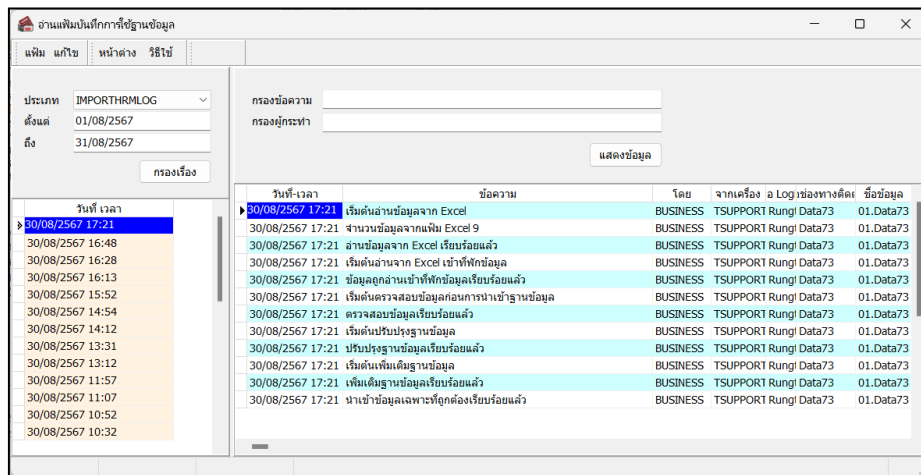 อ่านแฟ้มบันทึกการใช้ฐานข้อมูล
แฟ้ม แก้ไข หน้าต่าง วิธีใช้
ประเภท IMPORTHRMLOG
ตั้งแต่ 01/08/2567
ถึง 31/08/2567
กรองเรื่อง
กรองข้อความ
กรองผู้กระทำ
แสดงข้อมูล
วันที่ เวลา
30/08/2567 17:21
30/08/2567 16:48
30/08/2567 16:28
30/08/2567 16:13
30/08/2567 15:52
30/08/2567 14:54
30/08/2567 14:12
30/08/2567 13:31
30/08/2567 13:12
30/08/2567 11:57
30/08/2567 11:07
30/08/2567 10:52
30/08/2567 10:32
วันที่-เวลา ข้อความ โดย จากเครื่อง อ Log ช่องทางติดต ชื่อข้อมูล
30/08/2567 17:21 เริ่มต้นอ่านข้อมูลจาก Excel BUSINESS TSUPPORT Rung Data73 01.Data73
30/08/2567 17:21 จำนวนข้อมูลจากแฟ้ม Excel 9 BUSINESS TSUPPORT Rung Data73 01.Data73
30/08/2567 17:21 อ่านข้อมูลจาก Excel เรียบร้อยแล้ว BUSINESS TSUPPORT Rung Data73 01.Data73
30/08/2567 17:21 เริ่มต้นอ่านจาก Excel เข้าที่พักข้อมูล BUSINESS TSUPPORT Rung Data73 01.Data73
30/08/2567 17:21 ข้อมูลถูกอ่านเข้าที่พักข้อมูลเรียบร้อยแล้ว BUSINESS TSUPPORT Rung Data73 01.Data73
30/08/2567 17:21 เริ่มต้นตรวจสอบข้อมูลก่อนการนำเข้าฐานข้อมูล BUSINESS TSUPPORT Rung Data73 01.Data73
30/08/2567 17:21 ตรวจสอบข้อมูลเรียบร้อยแล้ว BUSINESS TSUPPORT Rung Data73 01.Data73
30/08/2567 17:21 เริ่มต้นปรับปรุงฐานข้อมูล BUSINESS TSUPPORT Rung Data73 01.Data73
30/08/2567 17:21 ปรับปรุงฐานข้อมูลเรียบร้อยแล้ว BUSINESS TSUPPORT Rung Data73 01.Data73
30/08/2567 17:21 เริ่มต้นเพิ่มเติมฐานข้อมูล BUSINESS TSUPPORT Rung Data73 01.Data73
30/08/2567 17:21 เพิ่มเติมฐานข้อมูลเรียบร้อยแล้ว BUSINESS TSUPPORT Rung Data73 01.Data73
30/08/2567 17:21 นำเข้าข้อมูลเฉพาะที่ถูกต้องเรียบร้อยแล้ว BUSINESS TSUPPORT Rung Data73 01.Data73